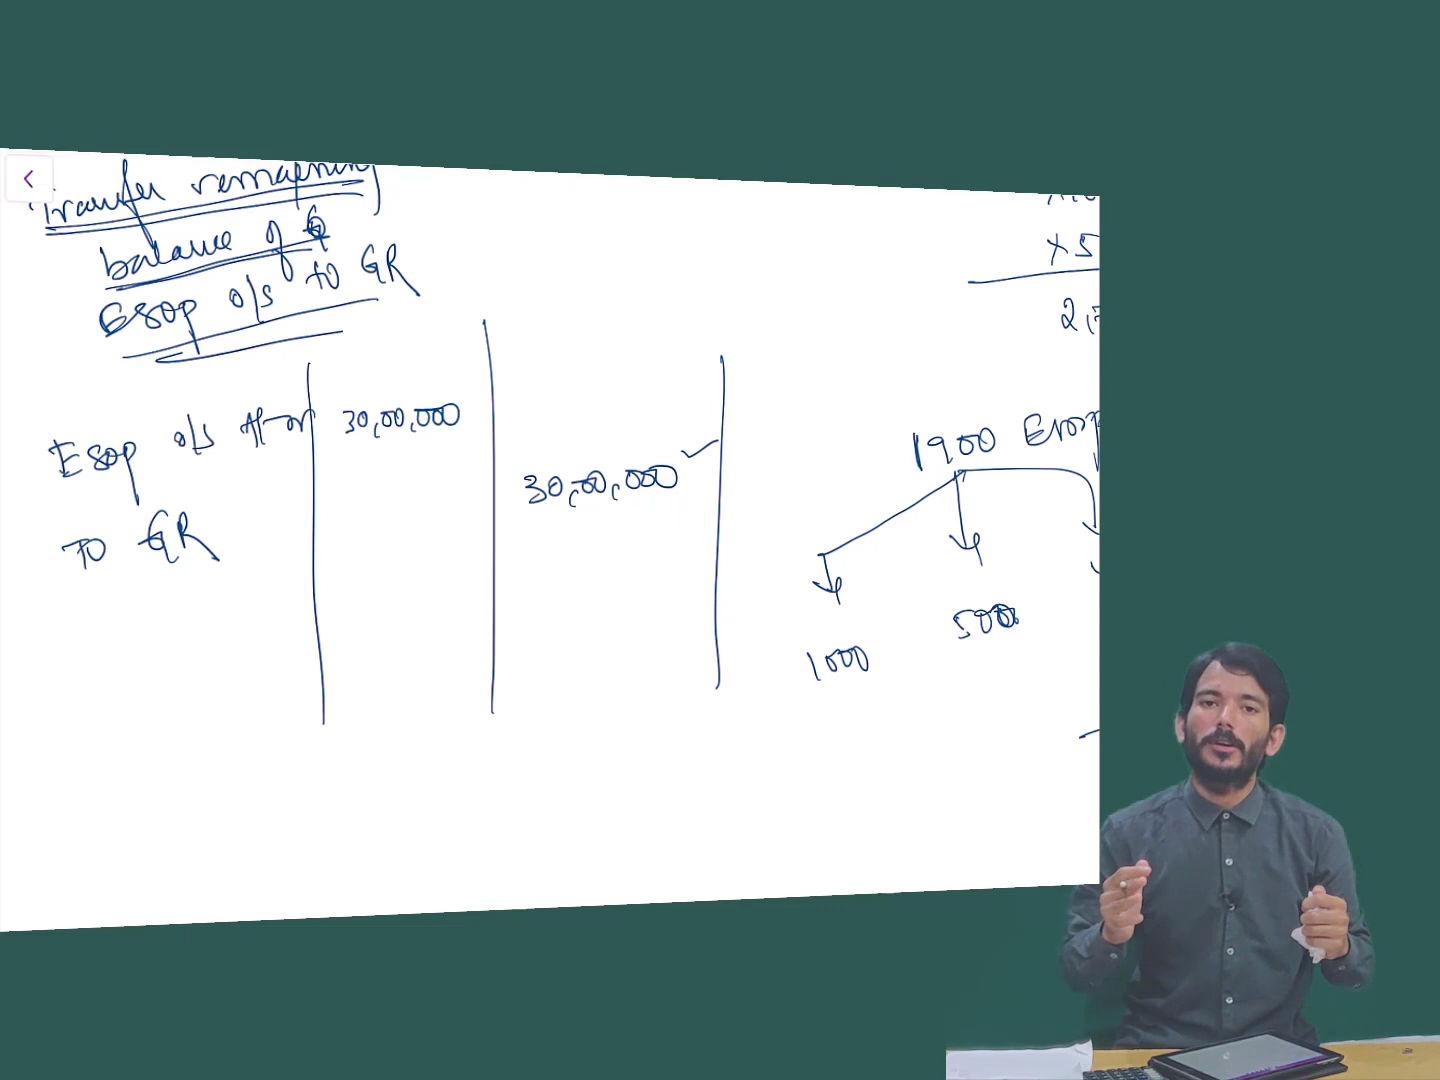 Transfer remaining
balance of
ESOP o/s to GR
ESOP o/s A/c Dr 30,00,000
To GR 30,00,000
x 5
1900
1000
500